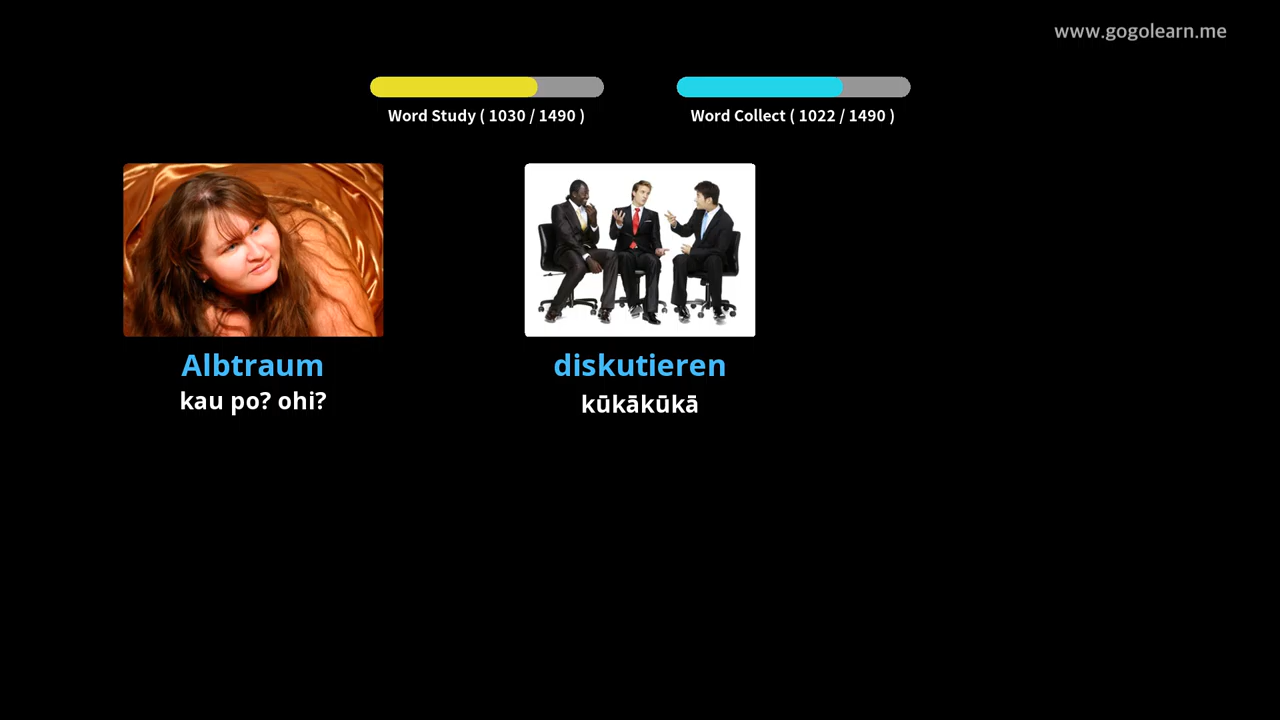 www.gogolearn.me
Word Study ( 1030 / 1490 )
Word Collect ( 1022 / 1490 )
Albtraum
kau po? ohi?
diskutieren
kūkākūkā